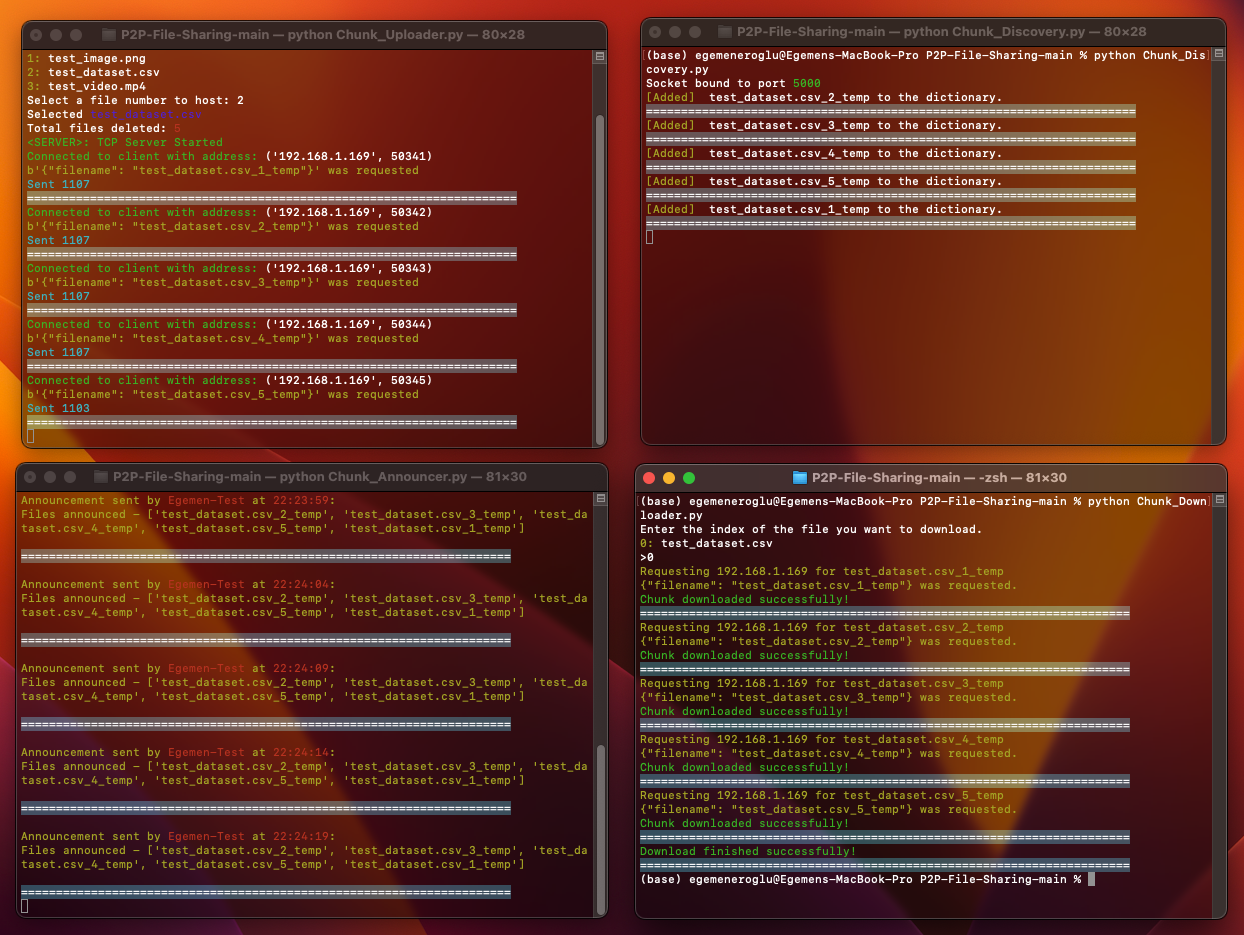 P2P-File-Sharing-main — python Chunk_Uploader.py — 80×28
1: test_image.png
2: test_dataset.csv
3: test_video.mp4
Select a file number to host: 2
Selected test_dataset.csv
Total files deleted: 5
<SERVER>: TCP Server Started
Connected to client with address: ('192.168.1.169', 50341)
b'{"filename": "test_dataset.csv_1_temp"}' was requested
Sent 1107
======================================================================
Connected to client with address: ('192.168.1.169', 50342)
b'{"filename": "test_dataset.csv_2_temp"}' was requested
Sent 1107
======================================================================
Connected to client with address: ('192.168.1.169', 50343)
b'{"filename": "test_dataset.csv_3_temp"}' was requested
Sent 1107
======================================================================
Connected to client with address: ('192.168.1.169', 50344)
b'{"filename": "test_dataset.csv_4_temp"}' was requested
Sent 1107
======================================================================
Connected to client with address: ('192.168.1.169', 50345)
b'{"filename": "test_dataset.csv_5_temp"}' was requested
Sent 1103
======================================================================
P2P-File-Sharing-main — python Chunk_Discovery.py — 80×28
(base) egemeneroglu@Egemens-MacBook-Pro P2P-File-Sharing-main % python Chunk_Dis
covery.py
Socket bound to port 5000
[Added]  test_dataset.csv_2_temp to the dictionary.
======================================================================
[Added]  test_dataset.csv_3_temp to the dictionary.
======================================================================
[Added]  test_dataset.csv_4_temp to the dictionary.
======================================================================
[Added]  test_dataset.csv_5_temp to the dictionary.
======================================================================
[Added]  test_dataset.csv_1_temp to the dictionary.
======================================================================
P2P-File-Sharing-main — python Chunk_Announcer.py — 81×30
Announcement sent by Egemen-Test at 22:23:59:
Files announced — ['test_dataset.csv_2_temp', 'test_dataset.csv_3_temp', 'test_da
taset.csv_4_temp', 'test_dataset.csv_5_temp', 'test_dataset.csv_1_temp']
======================================================================
Announcement sent by Egemen-Test at 22:24:04:
Files announced — ['test_dataset.csv_2_temp', 'test_dataset.csv_3_temp', 'test_da
taset.csv_4_temp', 'test_dataset.csv_5_temp', 'test_dataset.csv_1_temp']
======================================================================
Announcement sent by Egemen-Test at 22:24:09:
Files announced — ['test_dataset.csv_2_temp', 'test_dataset.csv_3_temp', 'test_da
taset.csv_4_temp', 'test_dataset.csv_5_temp', 'test_dataset.csv_1_temp']
======================================================================
Announcement sent by Egemen-Test at 22:24:14:
Files announced — ['test_dataset.csv_2_temp', 'test_dataset.csv_3_temp', 'test_da
taset.csv_4_temp', 'test_dataset.csv_5_temp', 'test_dataset.csv_1_temp']
======================================================================
Announcement sent by Egemen-Test at 22:24:19:
Files announced — ['test_dataset.csv_2_temp', 'test_dataset.csv_3_temp', 'test_da
taset.csv_4_temp', 'test_dataset.csv_5_temp', 'test_dataset.csv_1_temp']
======================================================================
P2P-File-Sharing-main — -zsh — 81×30
(base) egemeneroglu@Egemens-MacBook-Pro P2P-File-Sharing-main % python Chunk_Down
loader.py
Enter the index of the file you want to download.
0: test_dataset.csv
>0
Requesting 192.168.1.169 for test_dataset.csv_1_temp
{"filename": "test_dataset.csv_1_temp"} was requested.
Chunk downloaded successfully!
======================================================================
Requesting 192.168.1.169 for test_dataset.csv_2_temp
{"filename": "test_dataset.csv_2_temp"} was requested.
Chunk downloaded successfully!
======================================================================
Requesting 192.168.1.169 for test_dataset.csv_3_temp
{"filename": "test_dataset.csv_3_temp"} was requested.
Chunk downloaded successfully!
======================================================================
Requesting 192.168.1.169 for test_dataset.csv_4_temp
{"filename": "test_dataset.csv_4_temp"} was requested.
Chunk downloaded successfully!
======================================================================
Requesting 192.168.1.169 for test_dataset.csv_5_temp
{"filename": "test_dataset.csv_5_temp"} was requested.
Chunk downloaded successfully!
======================================================================
Download finished successfully!
======================================================================
(base) egemeneroglu@Egemens-MacBook-Pro P2P-File-Sharing-main %